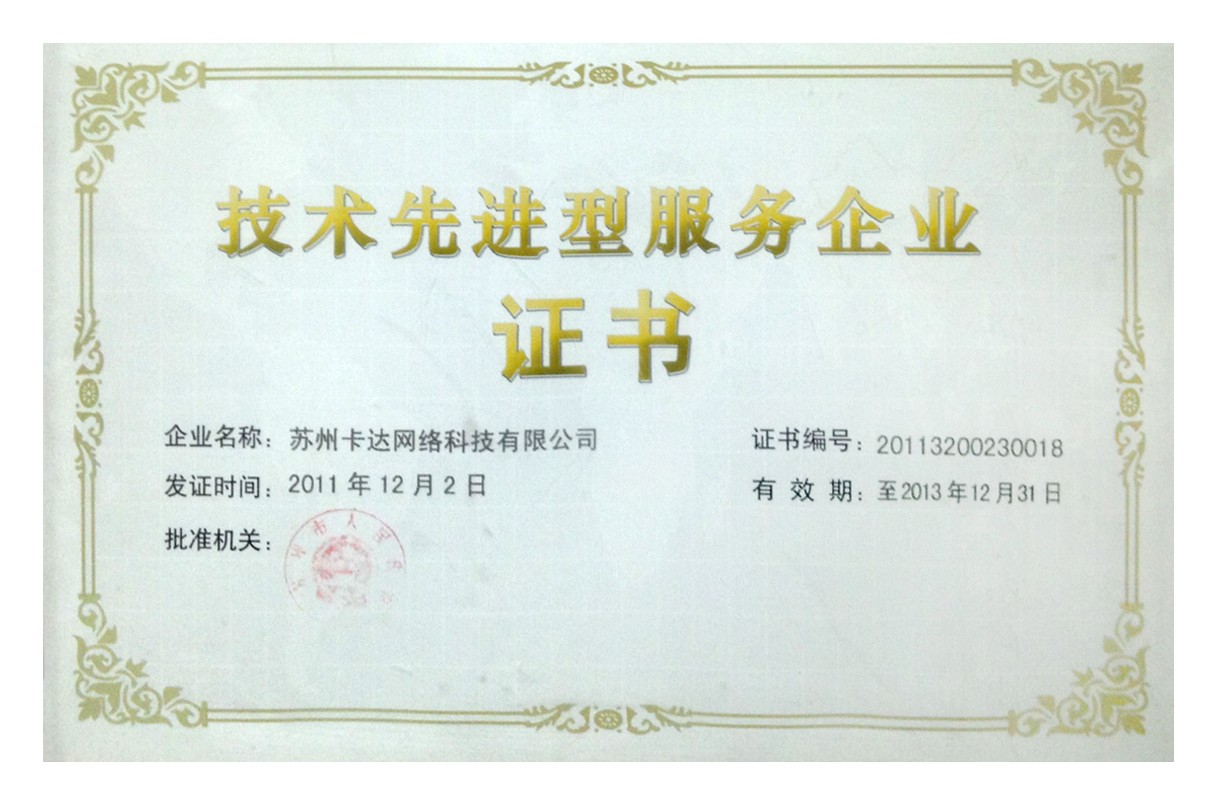 技术先进型服务企业
证书
企业名称：苏州卡达网络科技有限公司
证书编号：20113200230018
发证时间：2011 年 12 月 2 日
有 效 期：至2013年12月31日
批准机关：
州市人民